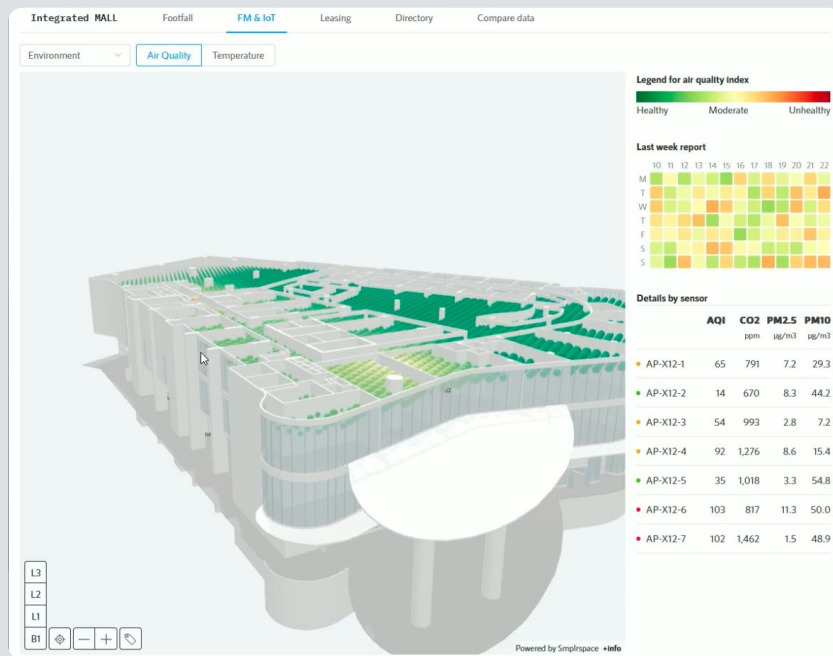 Integrated MALL Footfall FM & IoT Leasing Directory Compare data
Environment Air Quality Temperature
Legend for air quality index
Healthy Moderate Unhealthy
Last week report
10 11 12 13 14 15 16 17 18 19 20 21 22
M
T
W
T
F
S
S
Details by sensor
AQI CO2 PM2.5 PM10
ppm µg/m3 µg/m3
AP-X12-1 65 791 7.2 29.3
AP-X12-2 14 670 8.3 44.2
AP-X12-3 54 993 2.8 7.2
AP-X12-4 92 1,276 8.6 15.4
AP-X12-5 35 1,018 3.3 54.8
AP-X12-6 103 817 11.3 50.0
AP-X12-7 102 1,462 1.5 48.9
L3
L2
L1
B1
Powered by Smplrspace +info